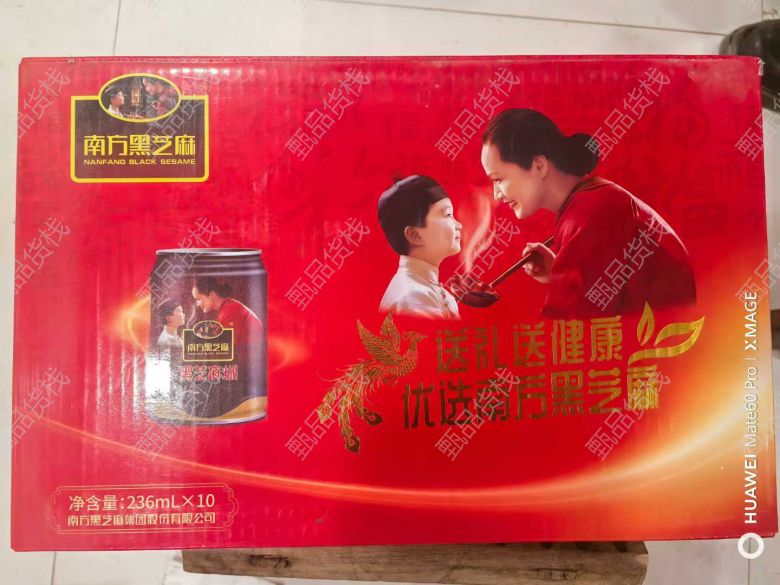 南方黑芝麻
NANFANG BLACK SESAME
南方黑芝麻
黑芝麻糊
送礼送健康
优选南方黑芝麻
净含量:236mL×10
南方黑芝麻集团股份有限公司
HUAWEI Mate60 Pro | XMAGE
甄品货栈